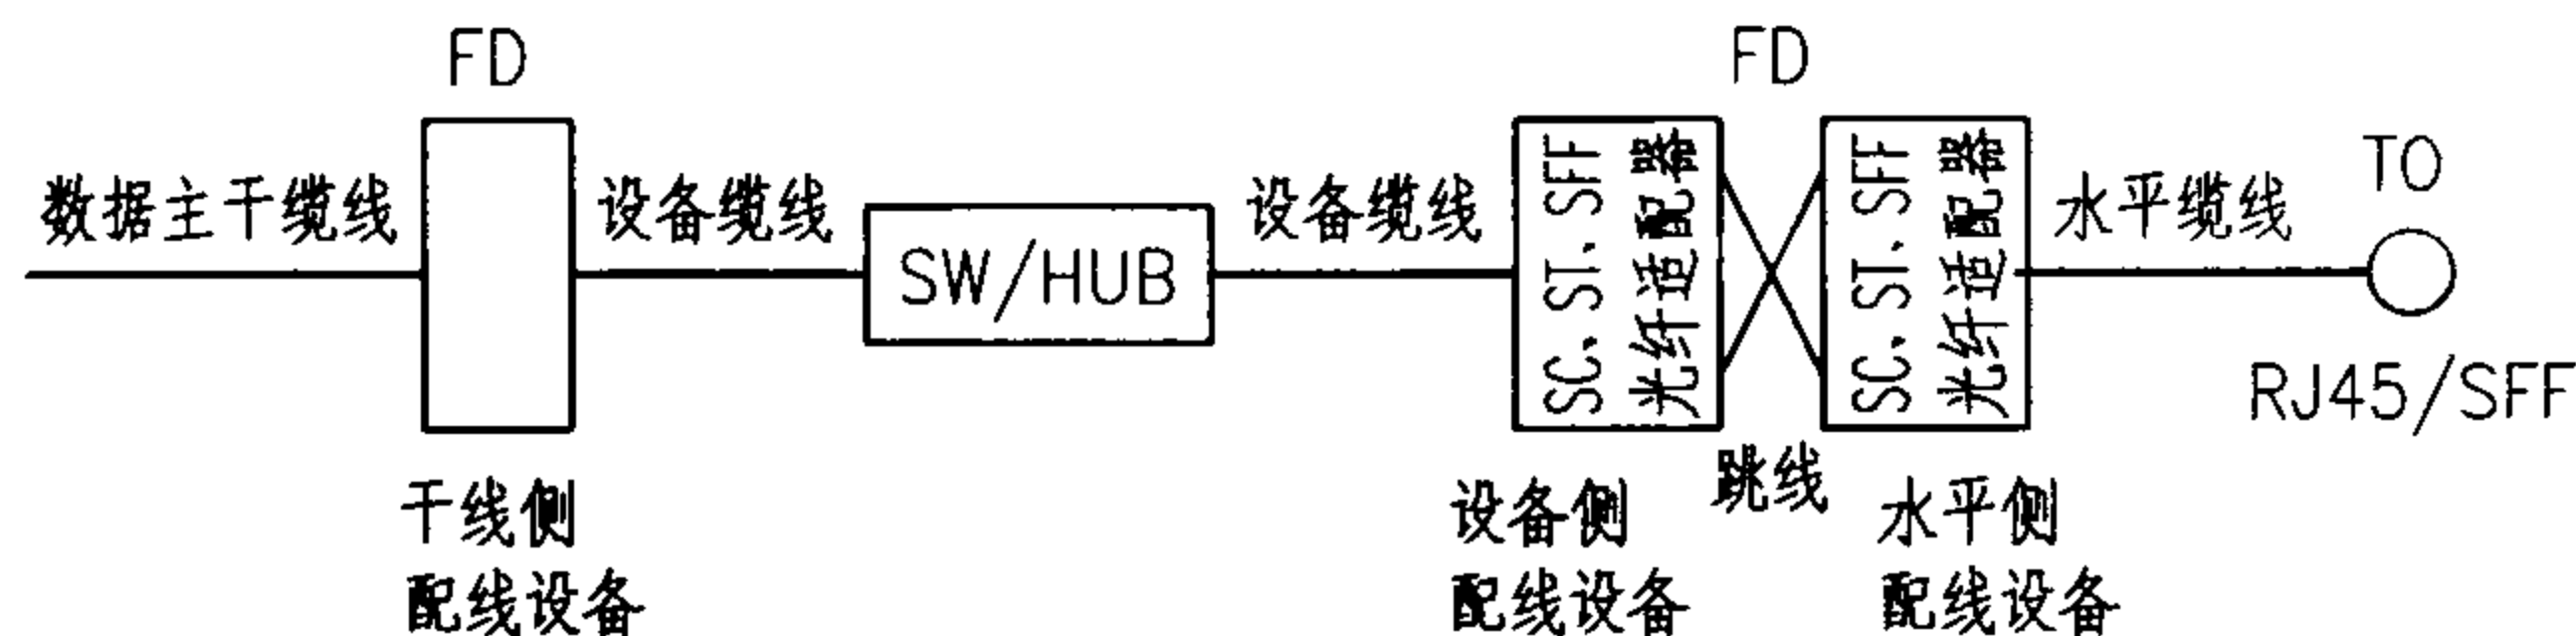 FD
FD
数据主干缆线
设备缆线
SW/HUB
设备缆线
SC、ST、SFF
光纤适配器
SC、ST、SFF
光纤适配器
水平缆线
TO
RJ45/SFF
干线侧
配线设备
设备侧
配线设备
跳线
水平侧
配线设备